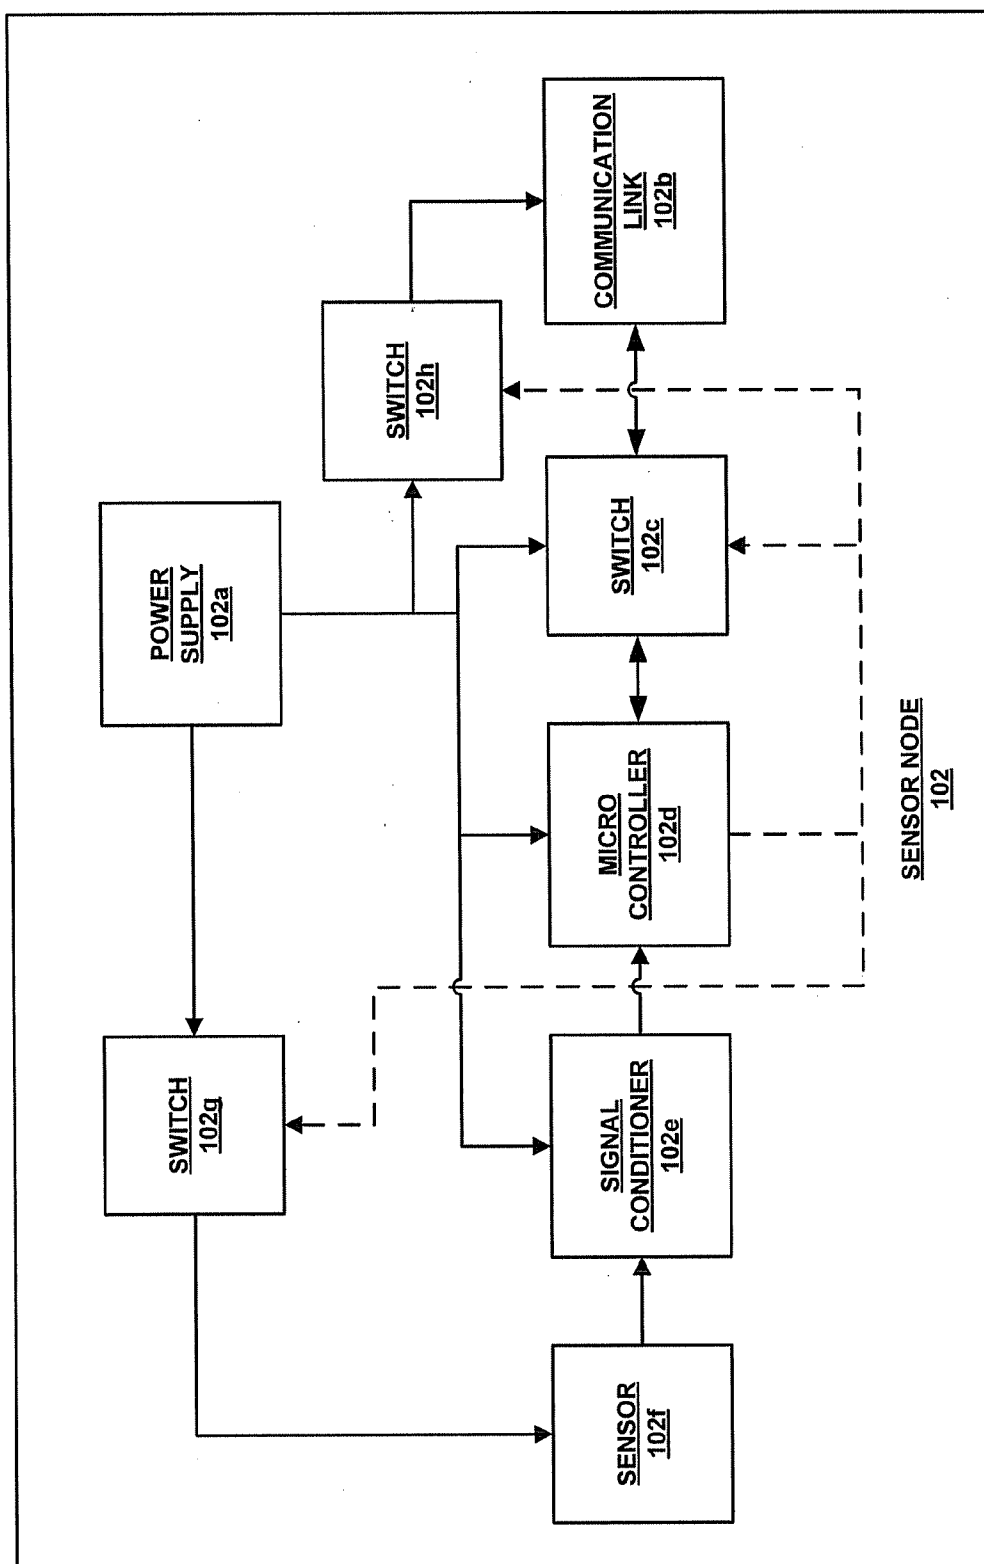 SWITCH
102g
POWER
SUPPLY
102a
SWITCH
102h
SENSOR
102f
SIGNAL
CONDITIONER
102e
MICRO
CONTROLLER
102d
SWITCH
102c
COMMUNICATION
LINK
102b
SENSOR NODE
102